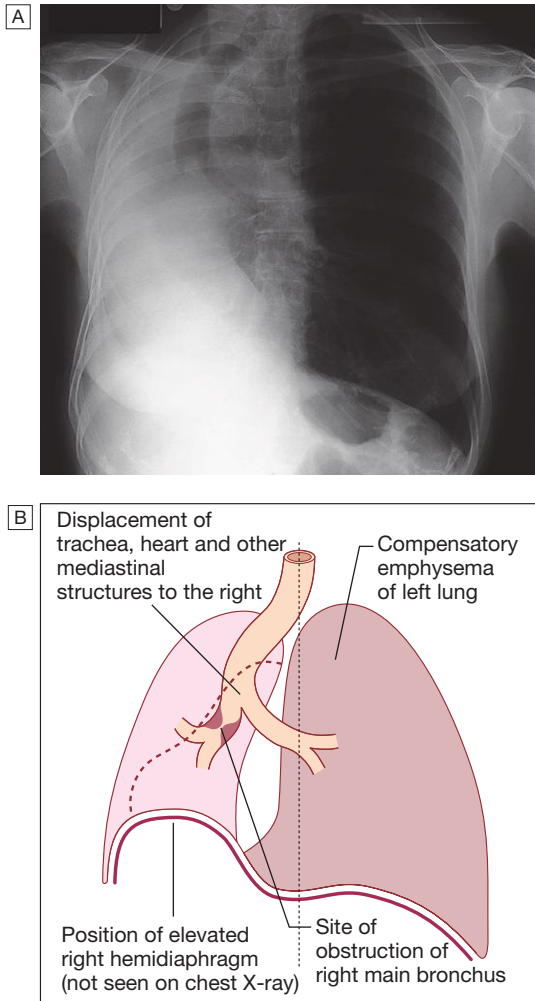 A
B
Displacement of
trachea, heart and other
mediastinal
structures to the right
Compensatory
emphysema
of left lung
Position of elevated
right hemidiaphragm
(not seen on chest X-ray)
Site of
obstruction of
right main bronchus